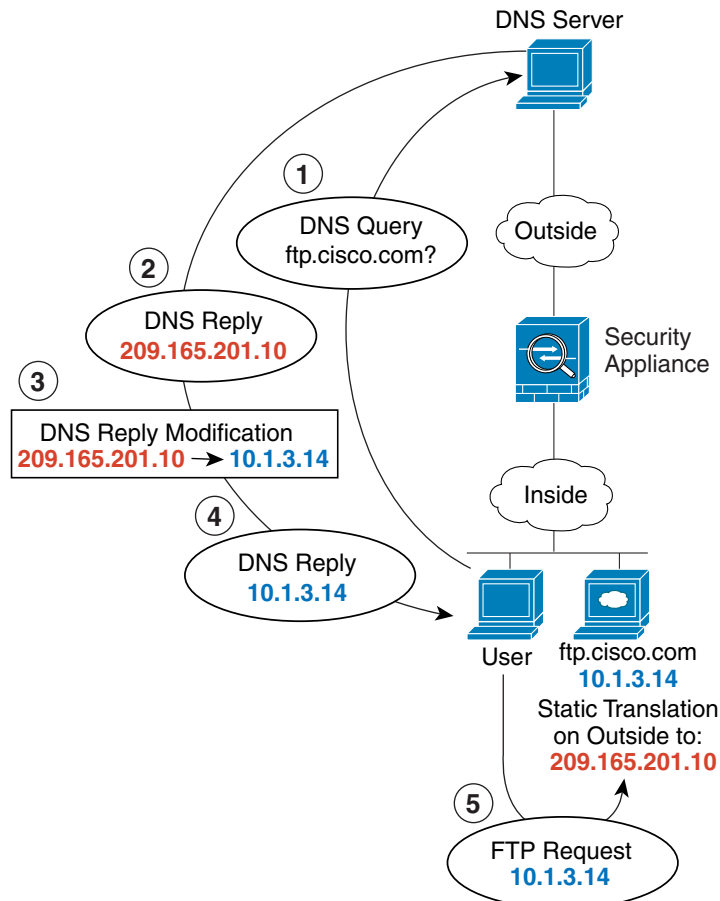 DNS Server
1
DNS Query
ftp.cisco.com?
Outside
2
DNS Reply
209.165.201.10
Security
Appliance
3
DNS Reply Modification
209.165.201.10 → 10.1.3.14
Inside
4
DNS Reply
10.1.3.14
User
ftp.cisco.com
10.1.3.14
Static Translation
on Outside to:
209.165.201.10
5
FTP Request
10.1.3.14